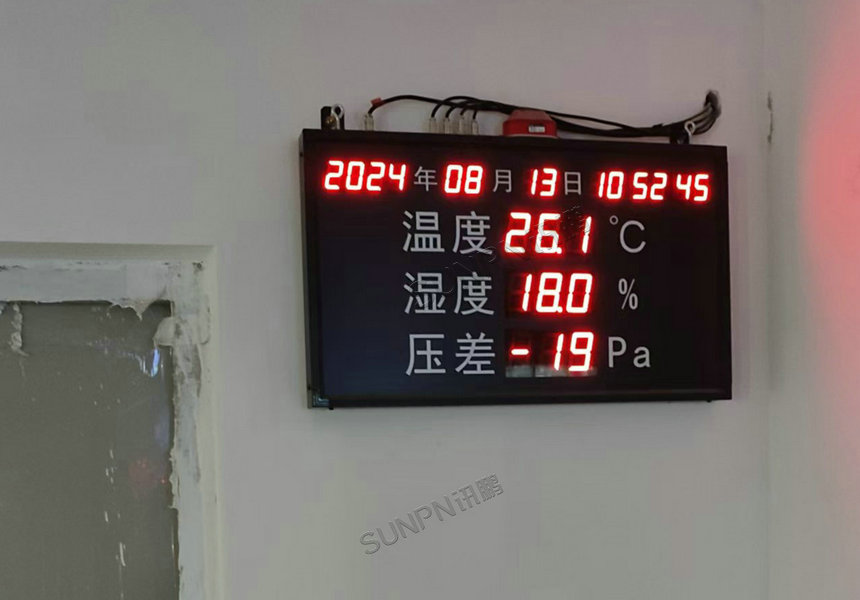 2024年08月13日 10 52 45
温度 26.1 ℃
湿度 18.0 %
压差 -19 Pa
SUNPN讯鹏